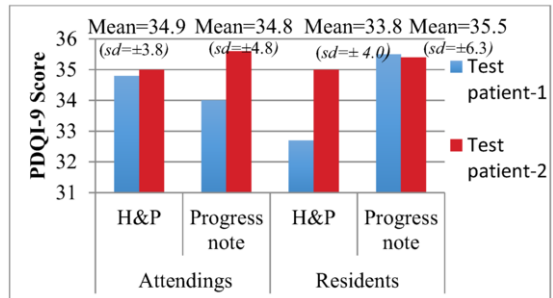 Mean=34.9 Mean=34.8 Mean=33.8 Mean=35.5
(sd=±3.8) (sd=±4.8) (sd=± 4.0) (sd=±6.3)
PDQI-9 Score
36
35
34
33
32
31
H&P Progress note H&P Progress note
Attendings Residents
Test
patient-1
Test
patient-2